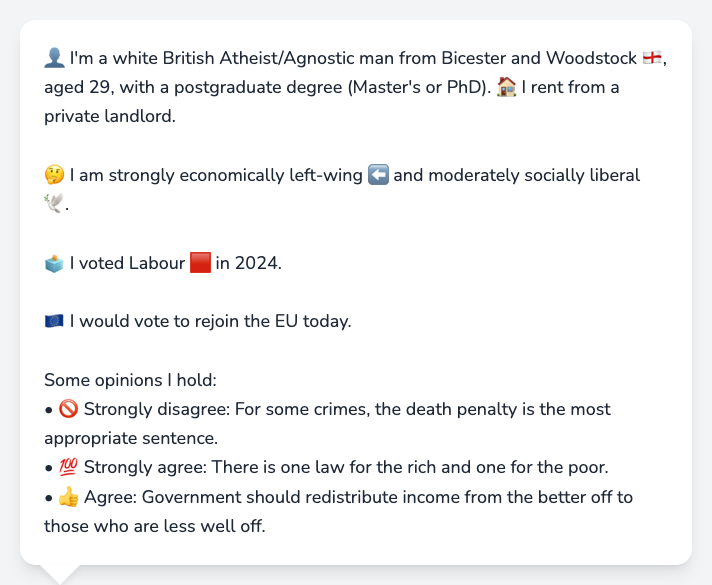 👤 I'm a white British Atheist/Agnostic man from Bicester and Woodstock 🏴󠁧󠁢󠁥󠁮󠁧󠁿,
aged 29, with a postgraduate degree (Master's or PhD). 🏠 I rent from a
private landlord.
🤔 I am strongly economically left-wing ⬅️ and moderately socially liberal
🕊️.
🗳️ I voted Labour 🟥 in 2024.
🇪🇺 I would vote to rejoin the EU today.
Some opinions I hold:
• 🚫 Strongly disagree: For some crimes, the death penalty is the most
appropriate sentence.
• 💯 Strongly agree: There is one law for the rich and one for the poor.
• 👍 Agree: Government should redistribute income from the better off to
those who are less well off.